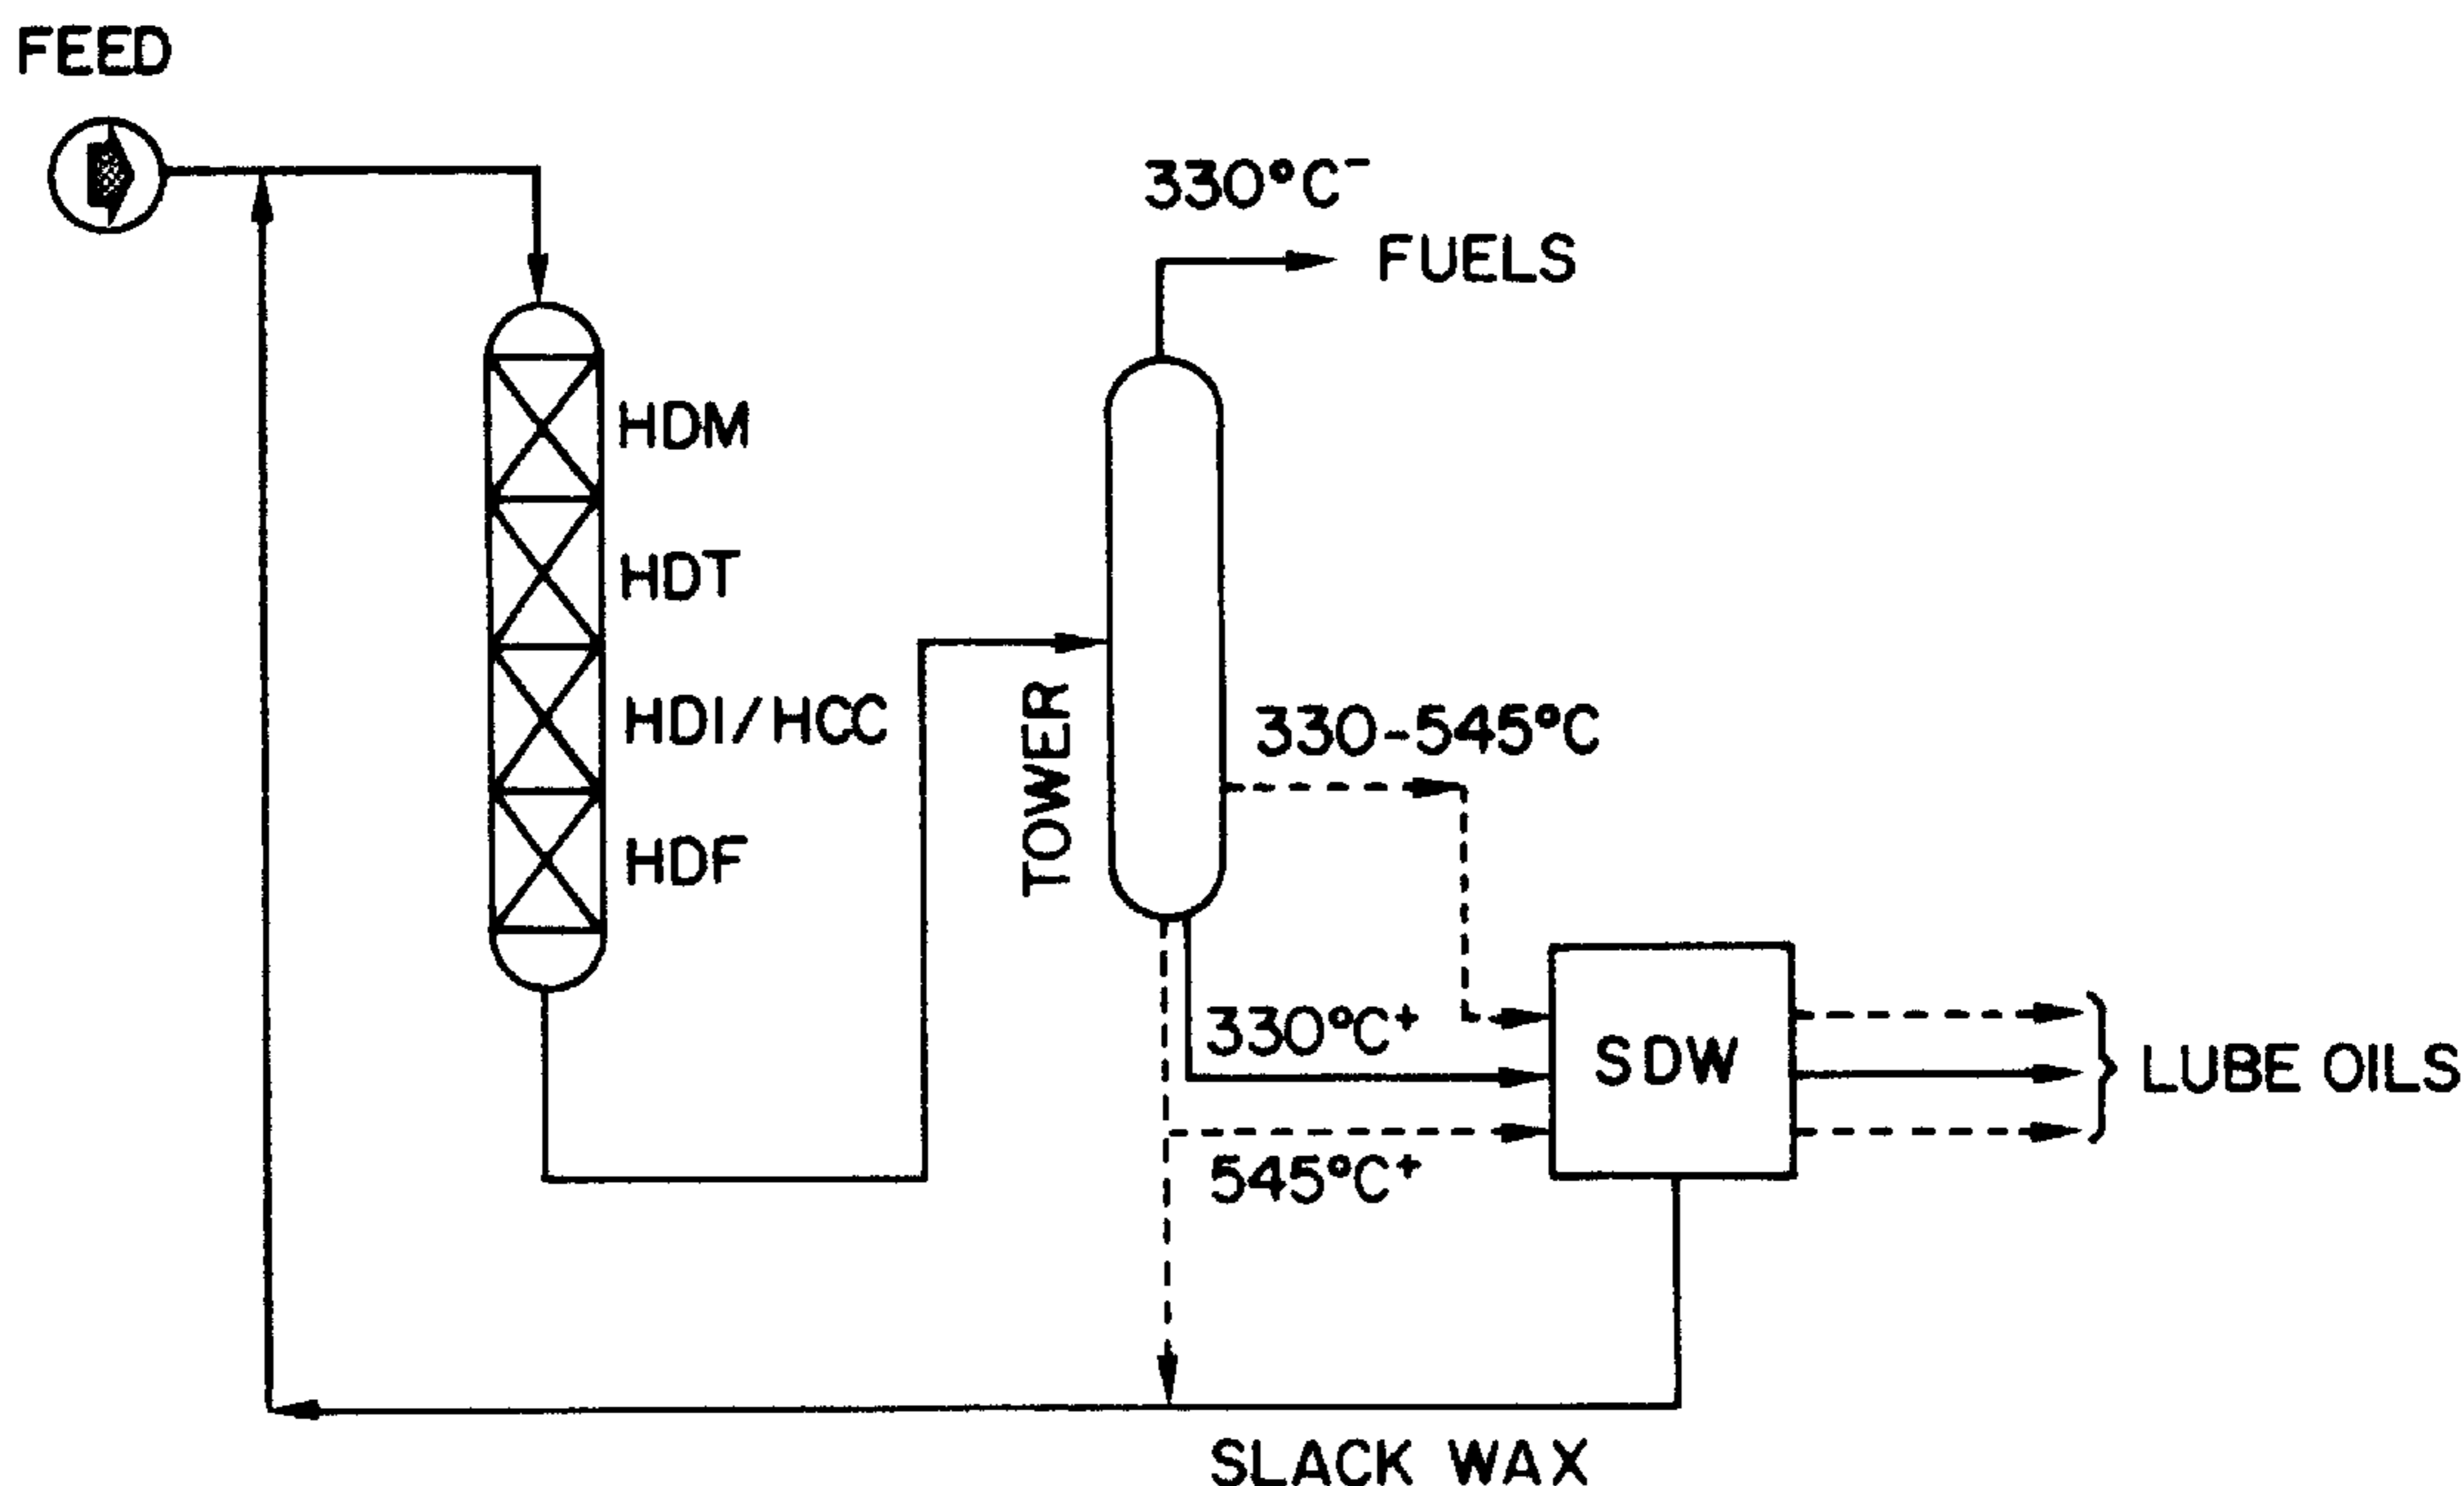 FEED
330°C⁻
FUELS
HDM
HDT
HDI/HCC
HDF
TOWER
330-545°C
330°C⁺
SDW
545°C⁺
LUBE OILS
SLACK WAX